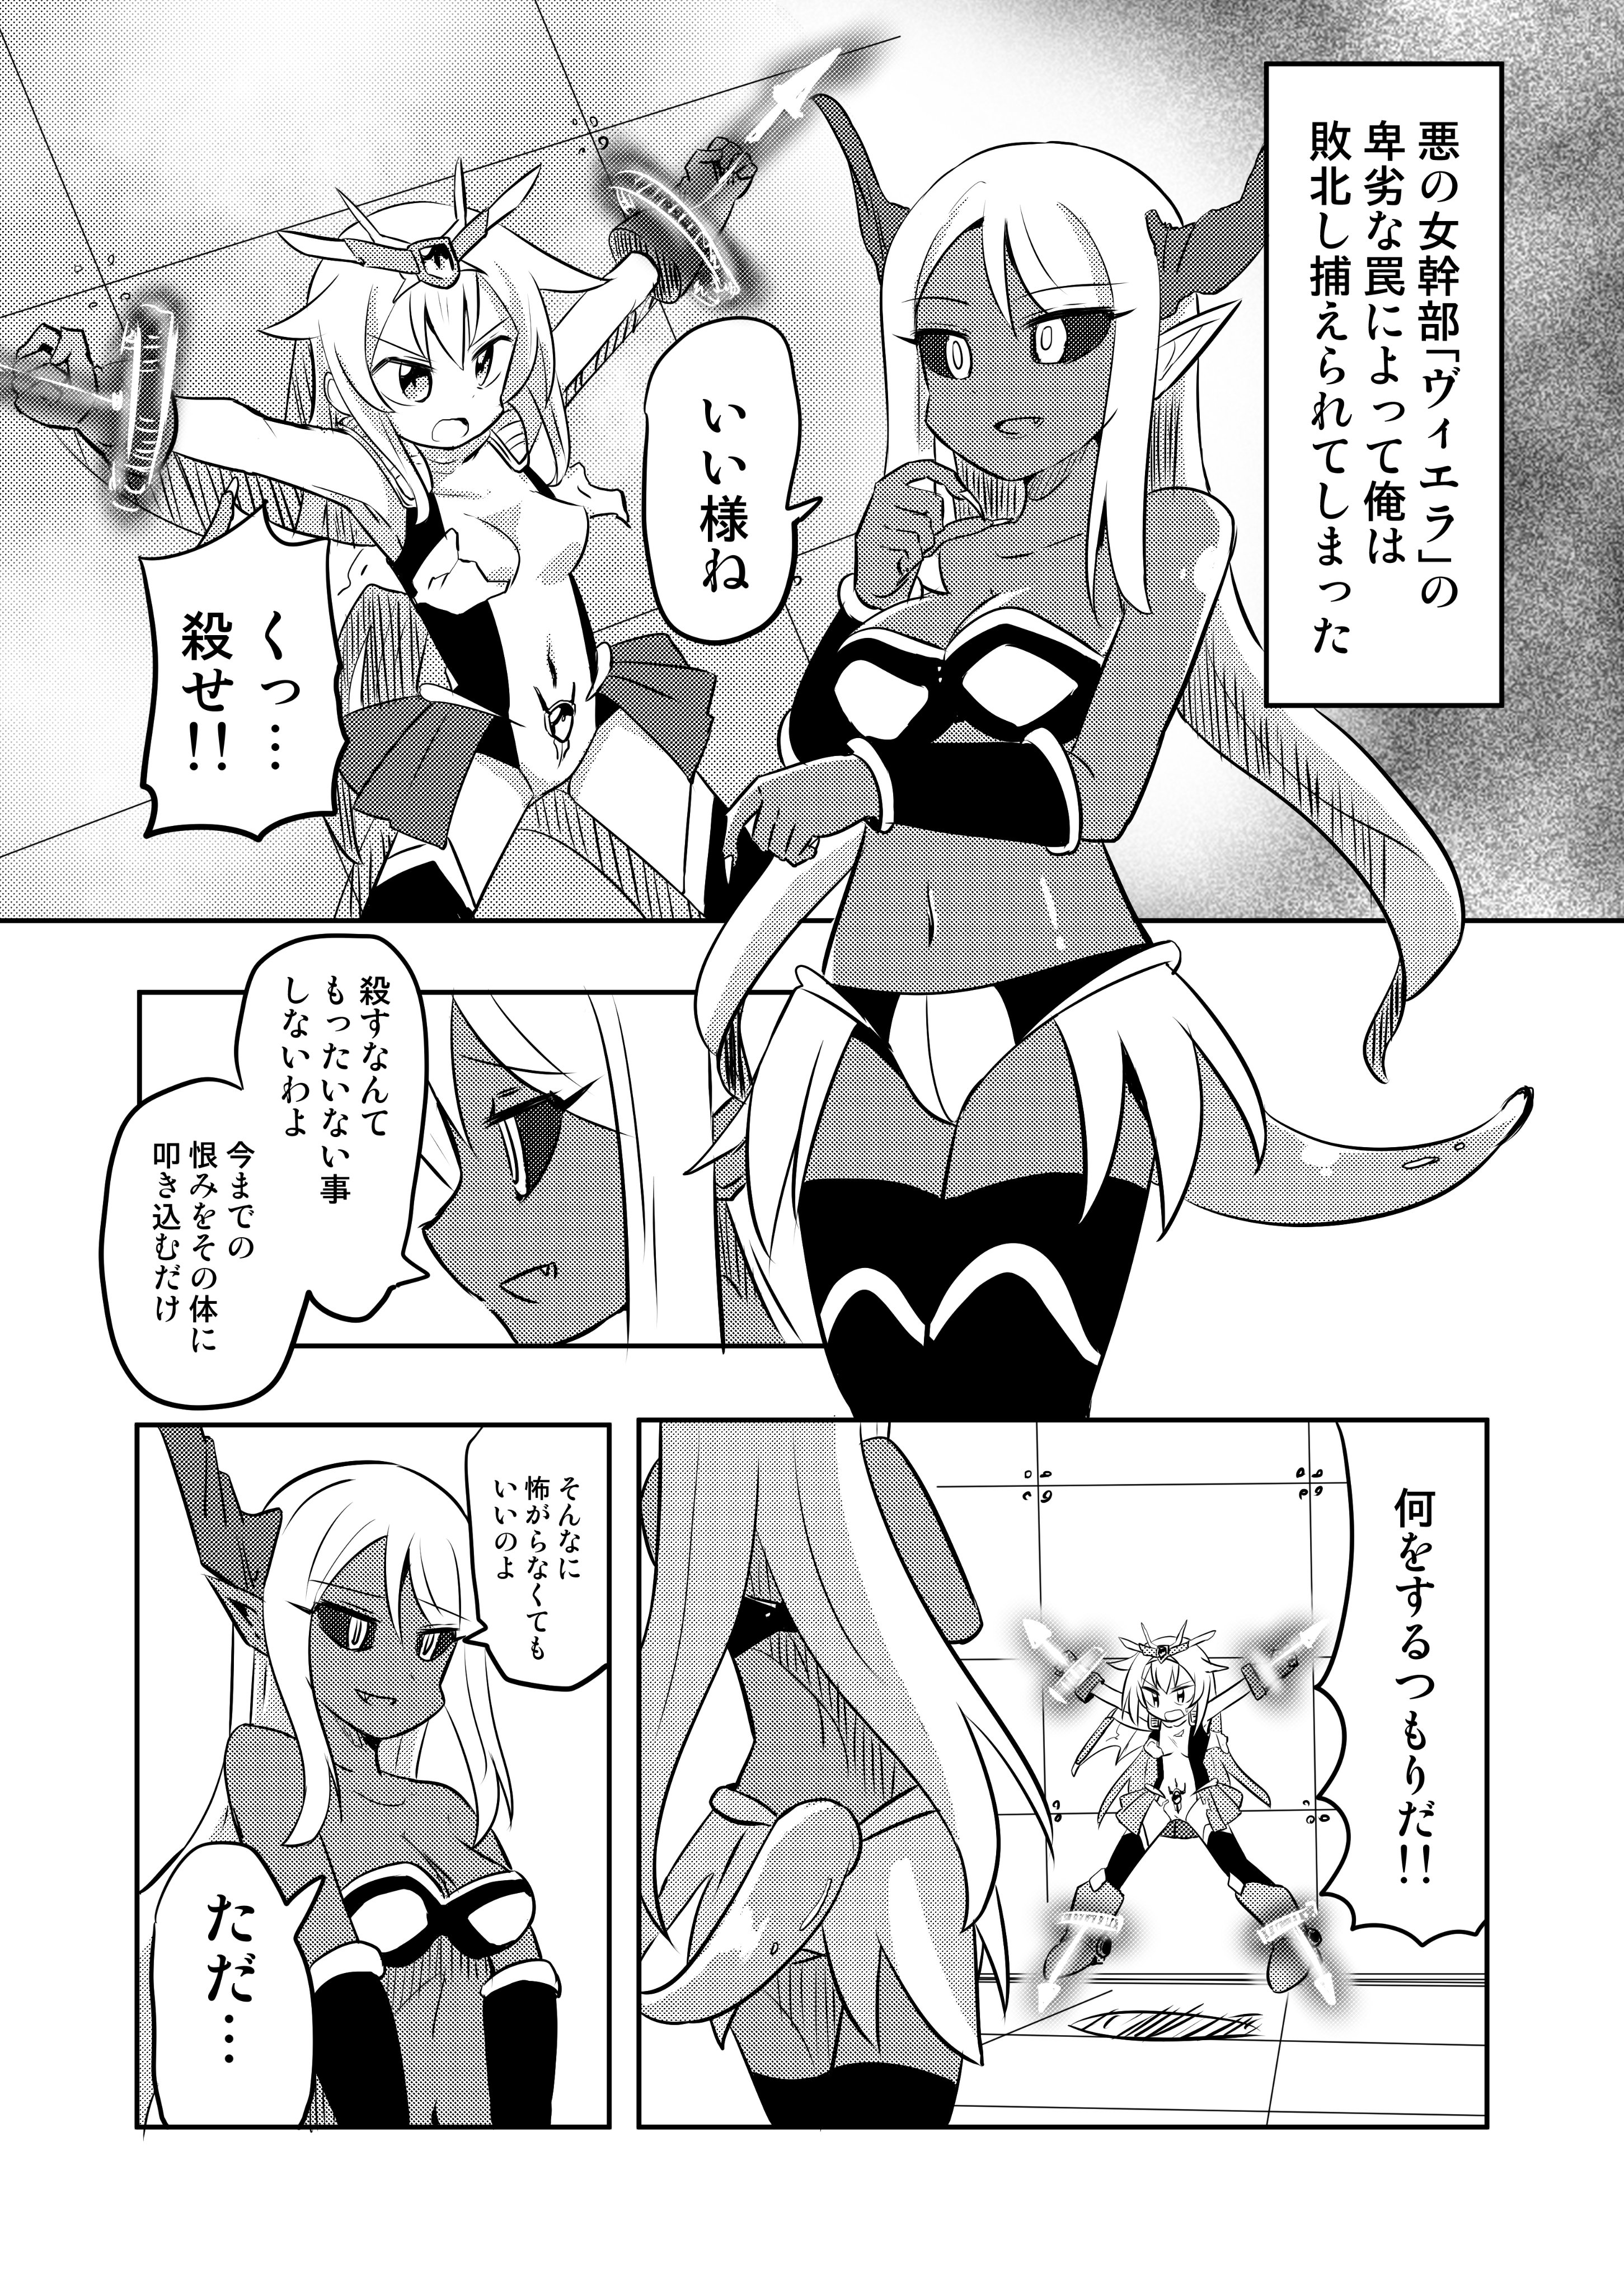 悪の女幹部「ヴィエラ」の
卑劣な罠によって俺は
敗北し捕えられてしまった
いい様ね
くっ…
殺せ!!
殺すなんて
もったいない事
しないわよ
今までの
恨みをその体に
叩き込むだけ
何をするつもりだ!!
そんなに
怖がらなくても
いいのよ
ただ…